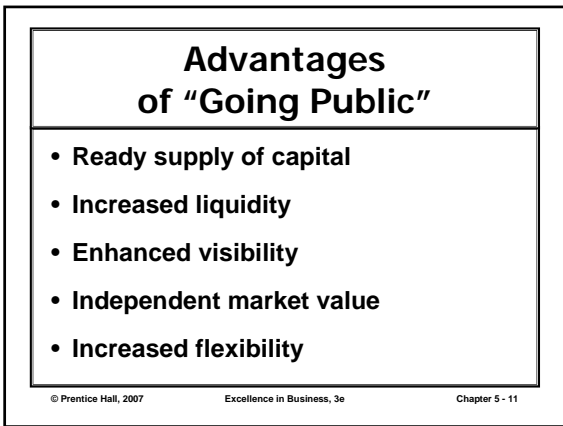 Advantages
of “Going Public”
• Ready supply of capital
• Increased liquidity
• Enhanced visibility
• Independent market value
• Increased flexibility
© Prentice Hall, 2007 Excellence in Business, 3e Chapter 5 - 11